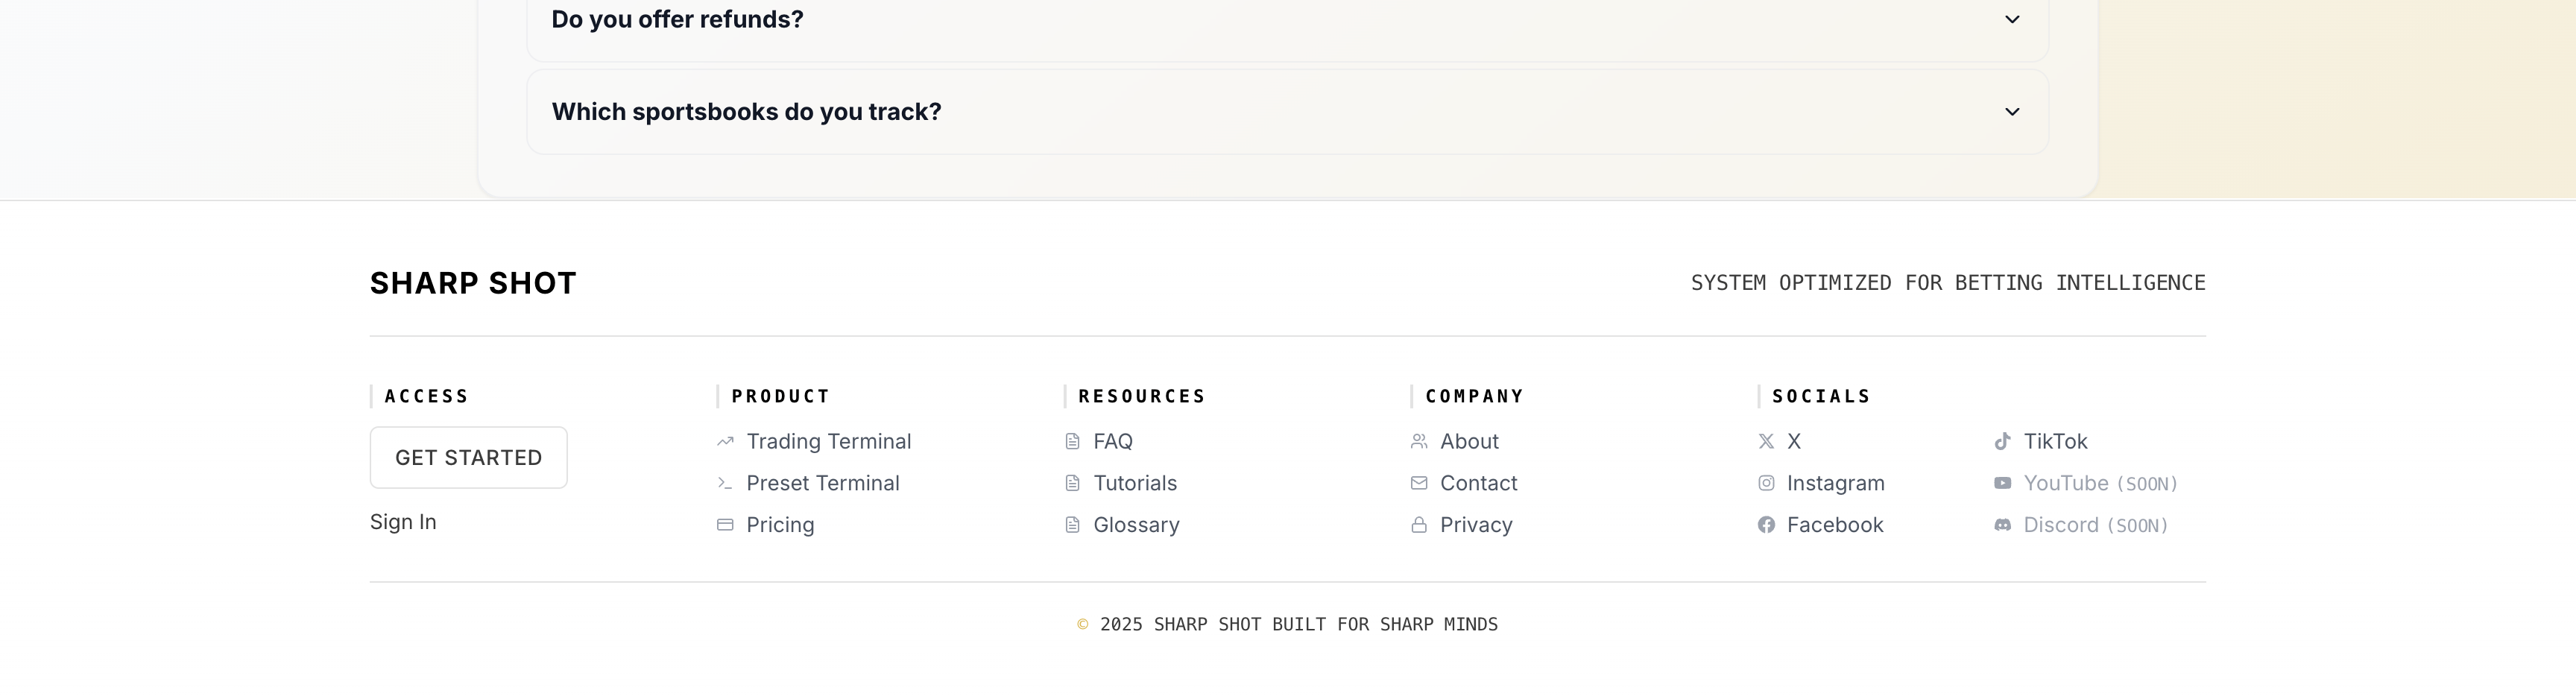 Do you offer refunds?
Which sportsbooks do you track?
SHARP SHOT
SYSTEM OPTIMIZED FOR BETTING INTELLIGENCE
ACCESS
GET STARTED
Sign In
PRODUCT
Trading Terminal
Preset Terminal
Pricing
RESOURCES
FAQ
Tutorials
Glossary
COMPANY
About
Contact
Privacy
SOCIALS
X
Instagram
Facebook
TikTok
YouTube (SOON)
Discord (SOON)
© 2025 SHARP SHOT BUILT FOR SHARP MINDS